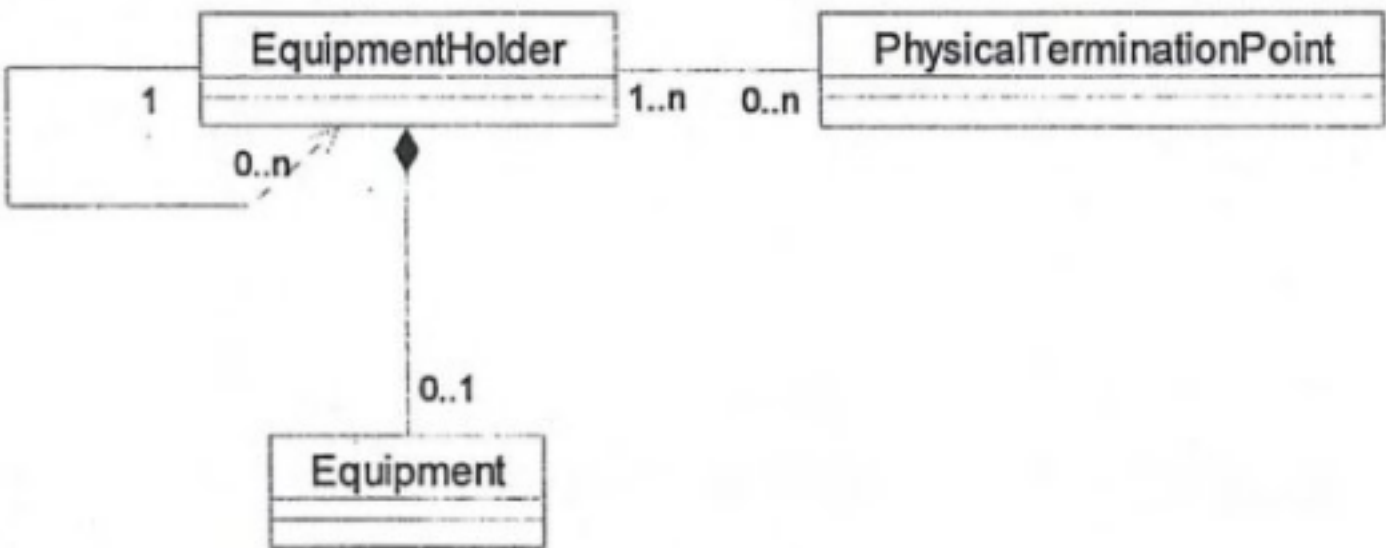 EquipmentHolder
PhysicalTerminationPoint
1
1..n
0..n
0..n
0..1
Equipment